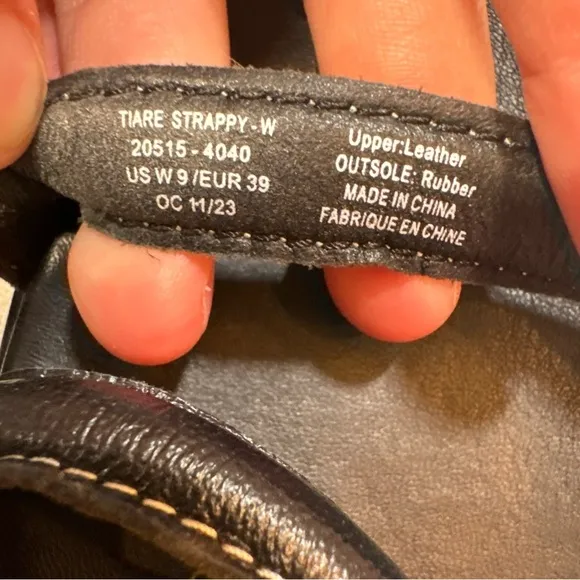 TIARE STRAPPY-W
20515-4040
US W 9/EUR 39
OC 11/23
Upper:Leather
OUTSOLE: Rubber
MADE IN CHINA
FABRIQUE EN CHINE